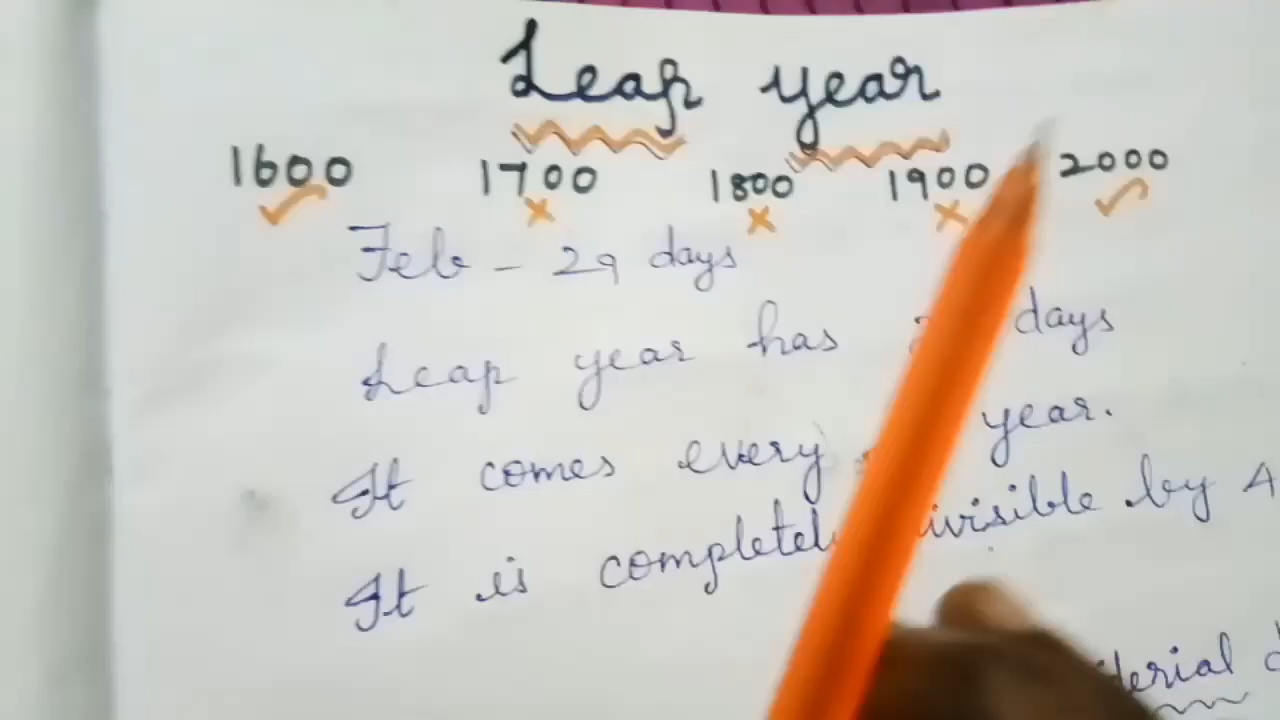 Leap year
1600 1700 1800 1900 2000
Feb - 29 days
Leap year has days
It comes every year.
It is completely divisible by 4
derial